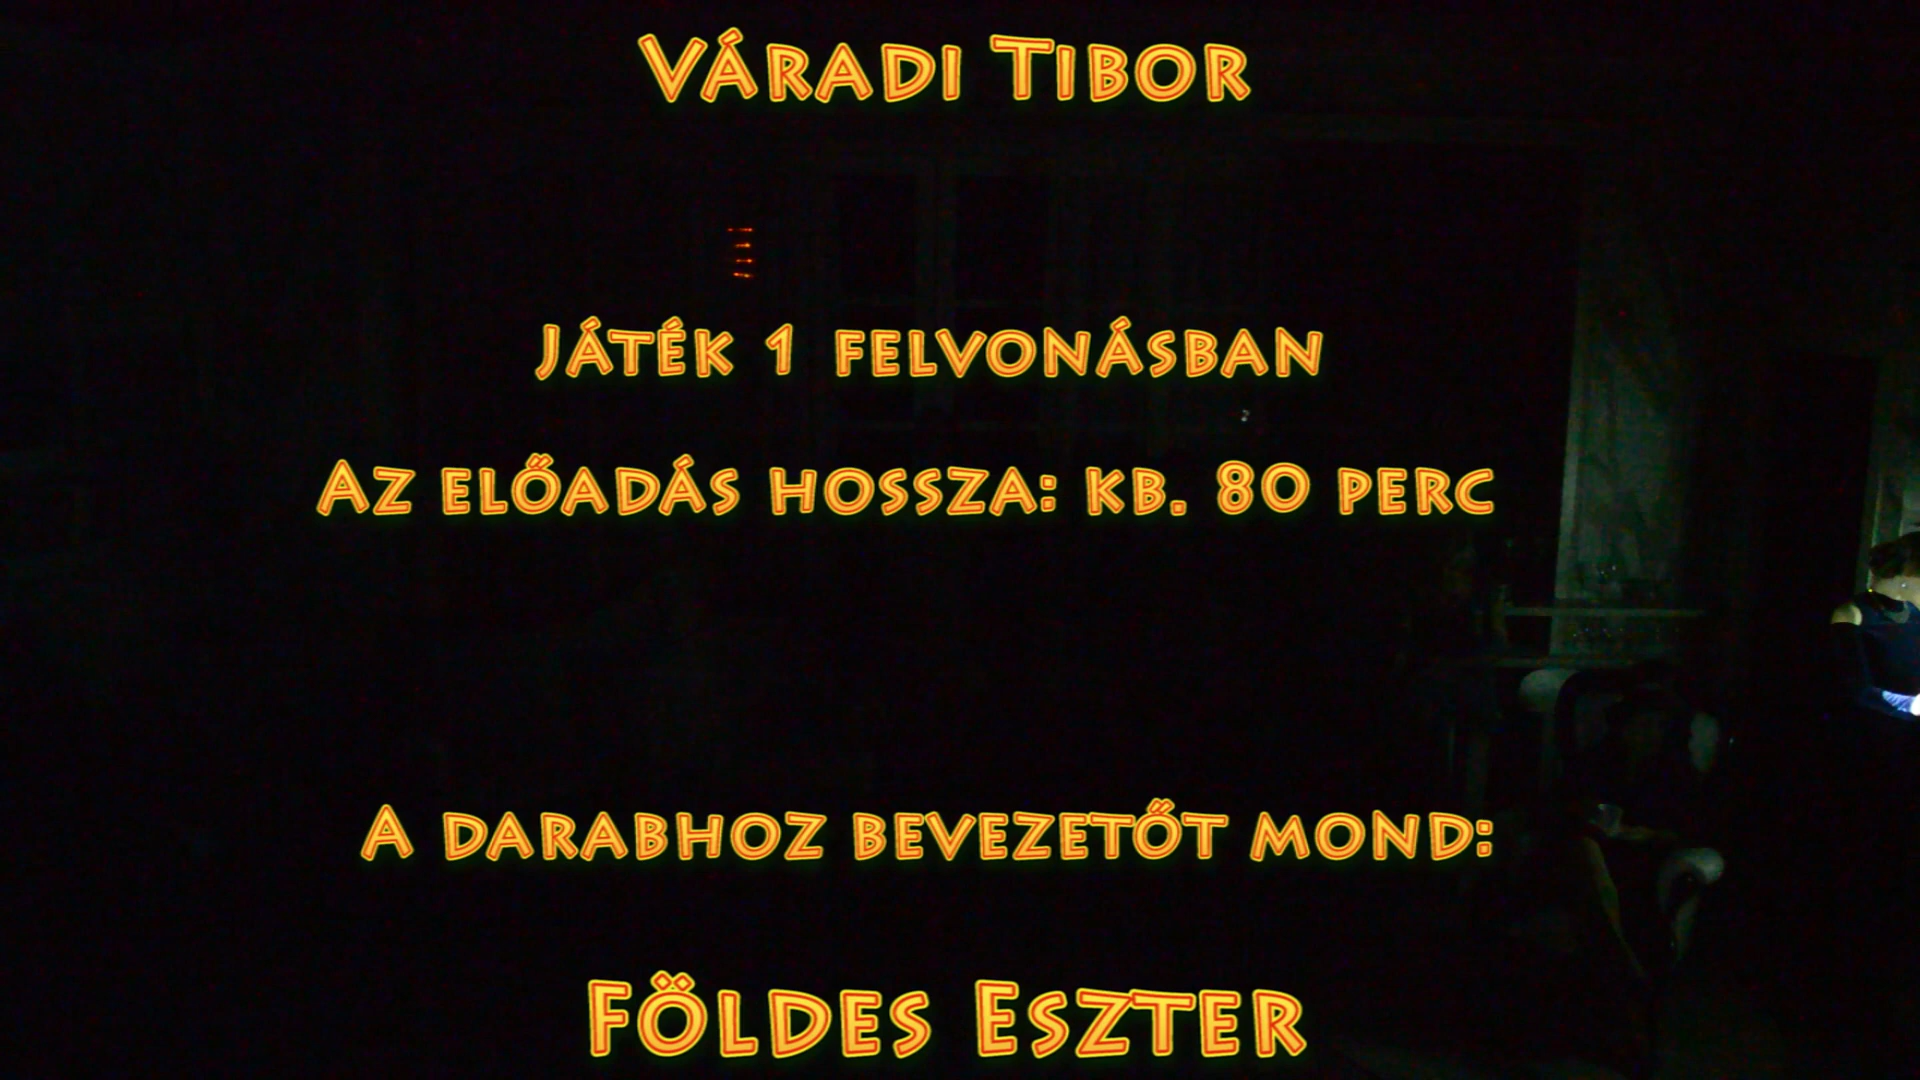 Váradi Tibor
Játék 1 felvonásban
Az előadás hossza: kb. 80 perc
A darabhoz bevezetőt mond:
Földes Eszter